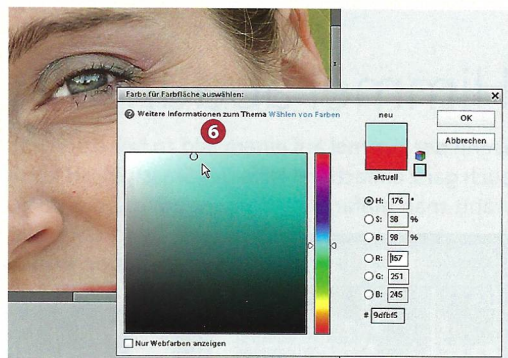 Farbe für Farbfläche auswählen:
Weitere Informationen zum Thema Wählen von Farben
6
neu
aktuell
OK
Abbrechen
H: 176 °
S: 38 %
B: 98 %
R: 157
G: 251
B: 245
# 9dfbf5
Nur Webfarben anzeigen